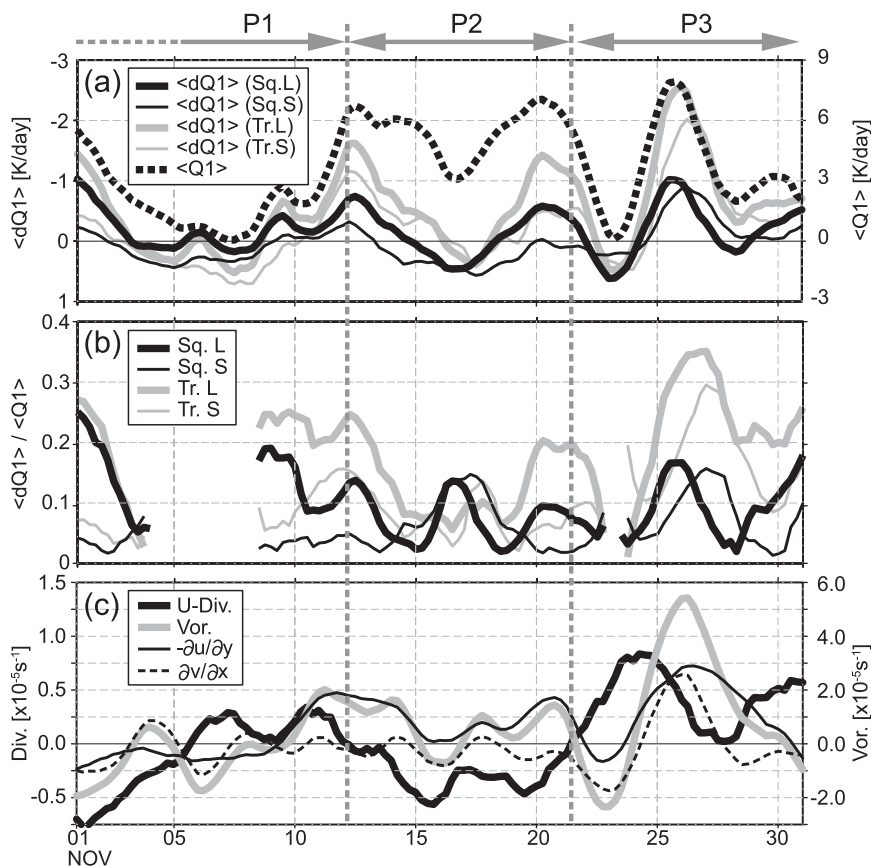 P1 P2 P3
(a)
<dQ1> (Sq.L)
<dQ1> (Sq.S)
<dQ1> (Tr.L)
<dQ1> (Tr.S)
<Q1>
<dQ1> [K/day]
-3
-2
-1
0
1
<Q1> [K/day]
9
6
3
0
-3
(b)
Sq. L
Sq. S
Tr. L
Tr. S
<dQ1> / <Q1>
0.4
0.3
0.2
0.1
0
(c)
U-Div.
Vor.
-∂u/∂y
∂v/∂x
Div. [x10⁻⁵s⁻¹]
1.5
1.0
0.5
0.0
-0.5
Vor. [x10⁻⁵s⁻¹]
6.0
4.0
2.0
0.0
-2.0
01 05 10 15 20 25 30
NOV